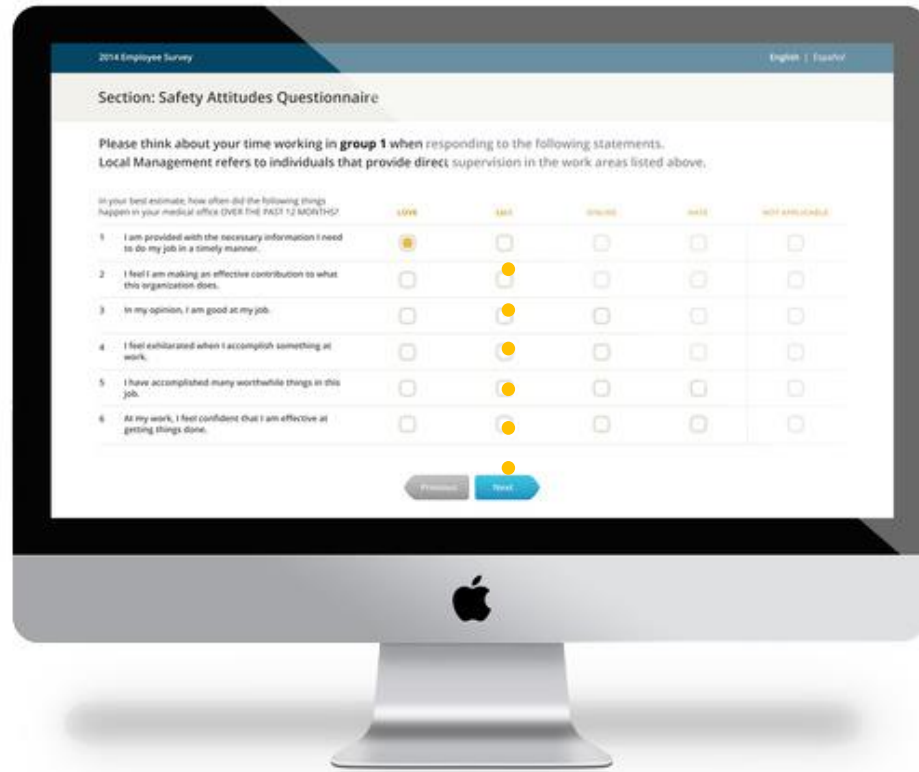 2014 Employee Survey
English | Español
Section: Safety Attitudes Questionnaire
Please think about your time working in group 1 when responding to the following statements.
Local Management refers to individuals that provide direct supervision in the work areas listed above.
In your best estimate, how often did the following things
happen in your medical office OVER THE PAST 12 MONTHS?
LOVE HATE NOT APPLICABLE
1 I am provided with the necessary information I need
to do my job in a timely manner.
2 I feel I am making an effective contribution to what
this organization does.
3 In my opinion, I am good at my job.
4 I feel exhilarated when I accomplish something at
work.
5 I have accomplished many worthwhile things in this
job.
6 At my work, I feel confident that I am effective at
getting things done.
Previous Next